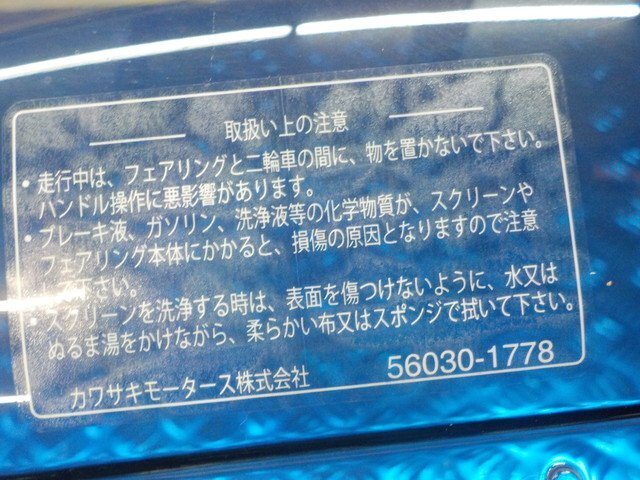 取扱い上の注意
• 走行中は、フェアリングと二輪車の間に、物を置かないで下さい。
ハンドル操作に悪影響があります。
• ブレーキ液、ガソリン、洗浄液等の化学物質が、スクリーンや
フェアリング本体にかかると、損傷の原因となりますので注意
して下さい。
• スクリーンを洗浄する時は、表面を傷つけないように、水又は
ぬるま湯をかけながら、柔らかい布又はスポンジで拭いて下さい。
カワサキモータース株式会社 56030-1778